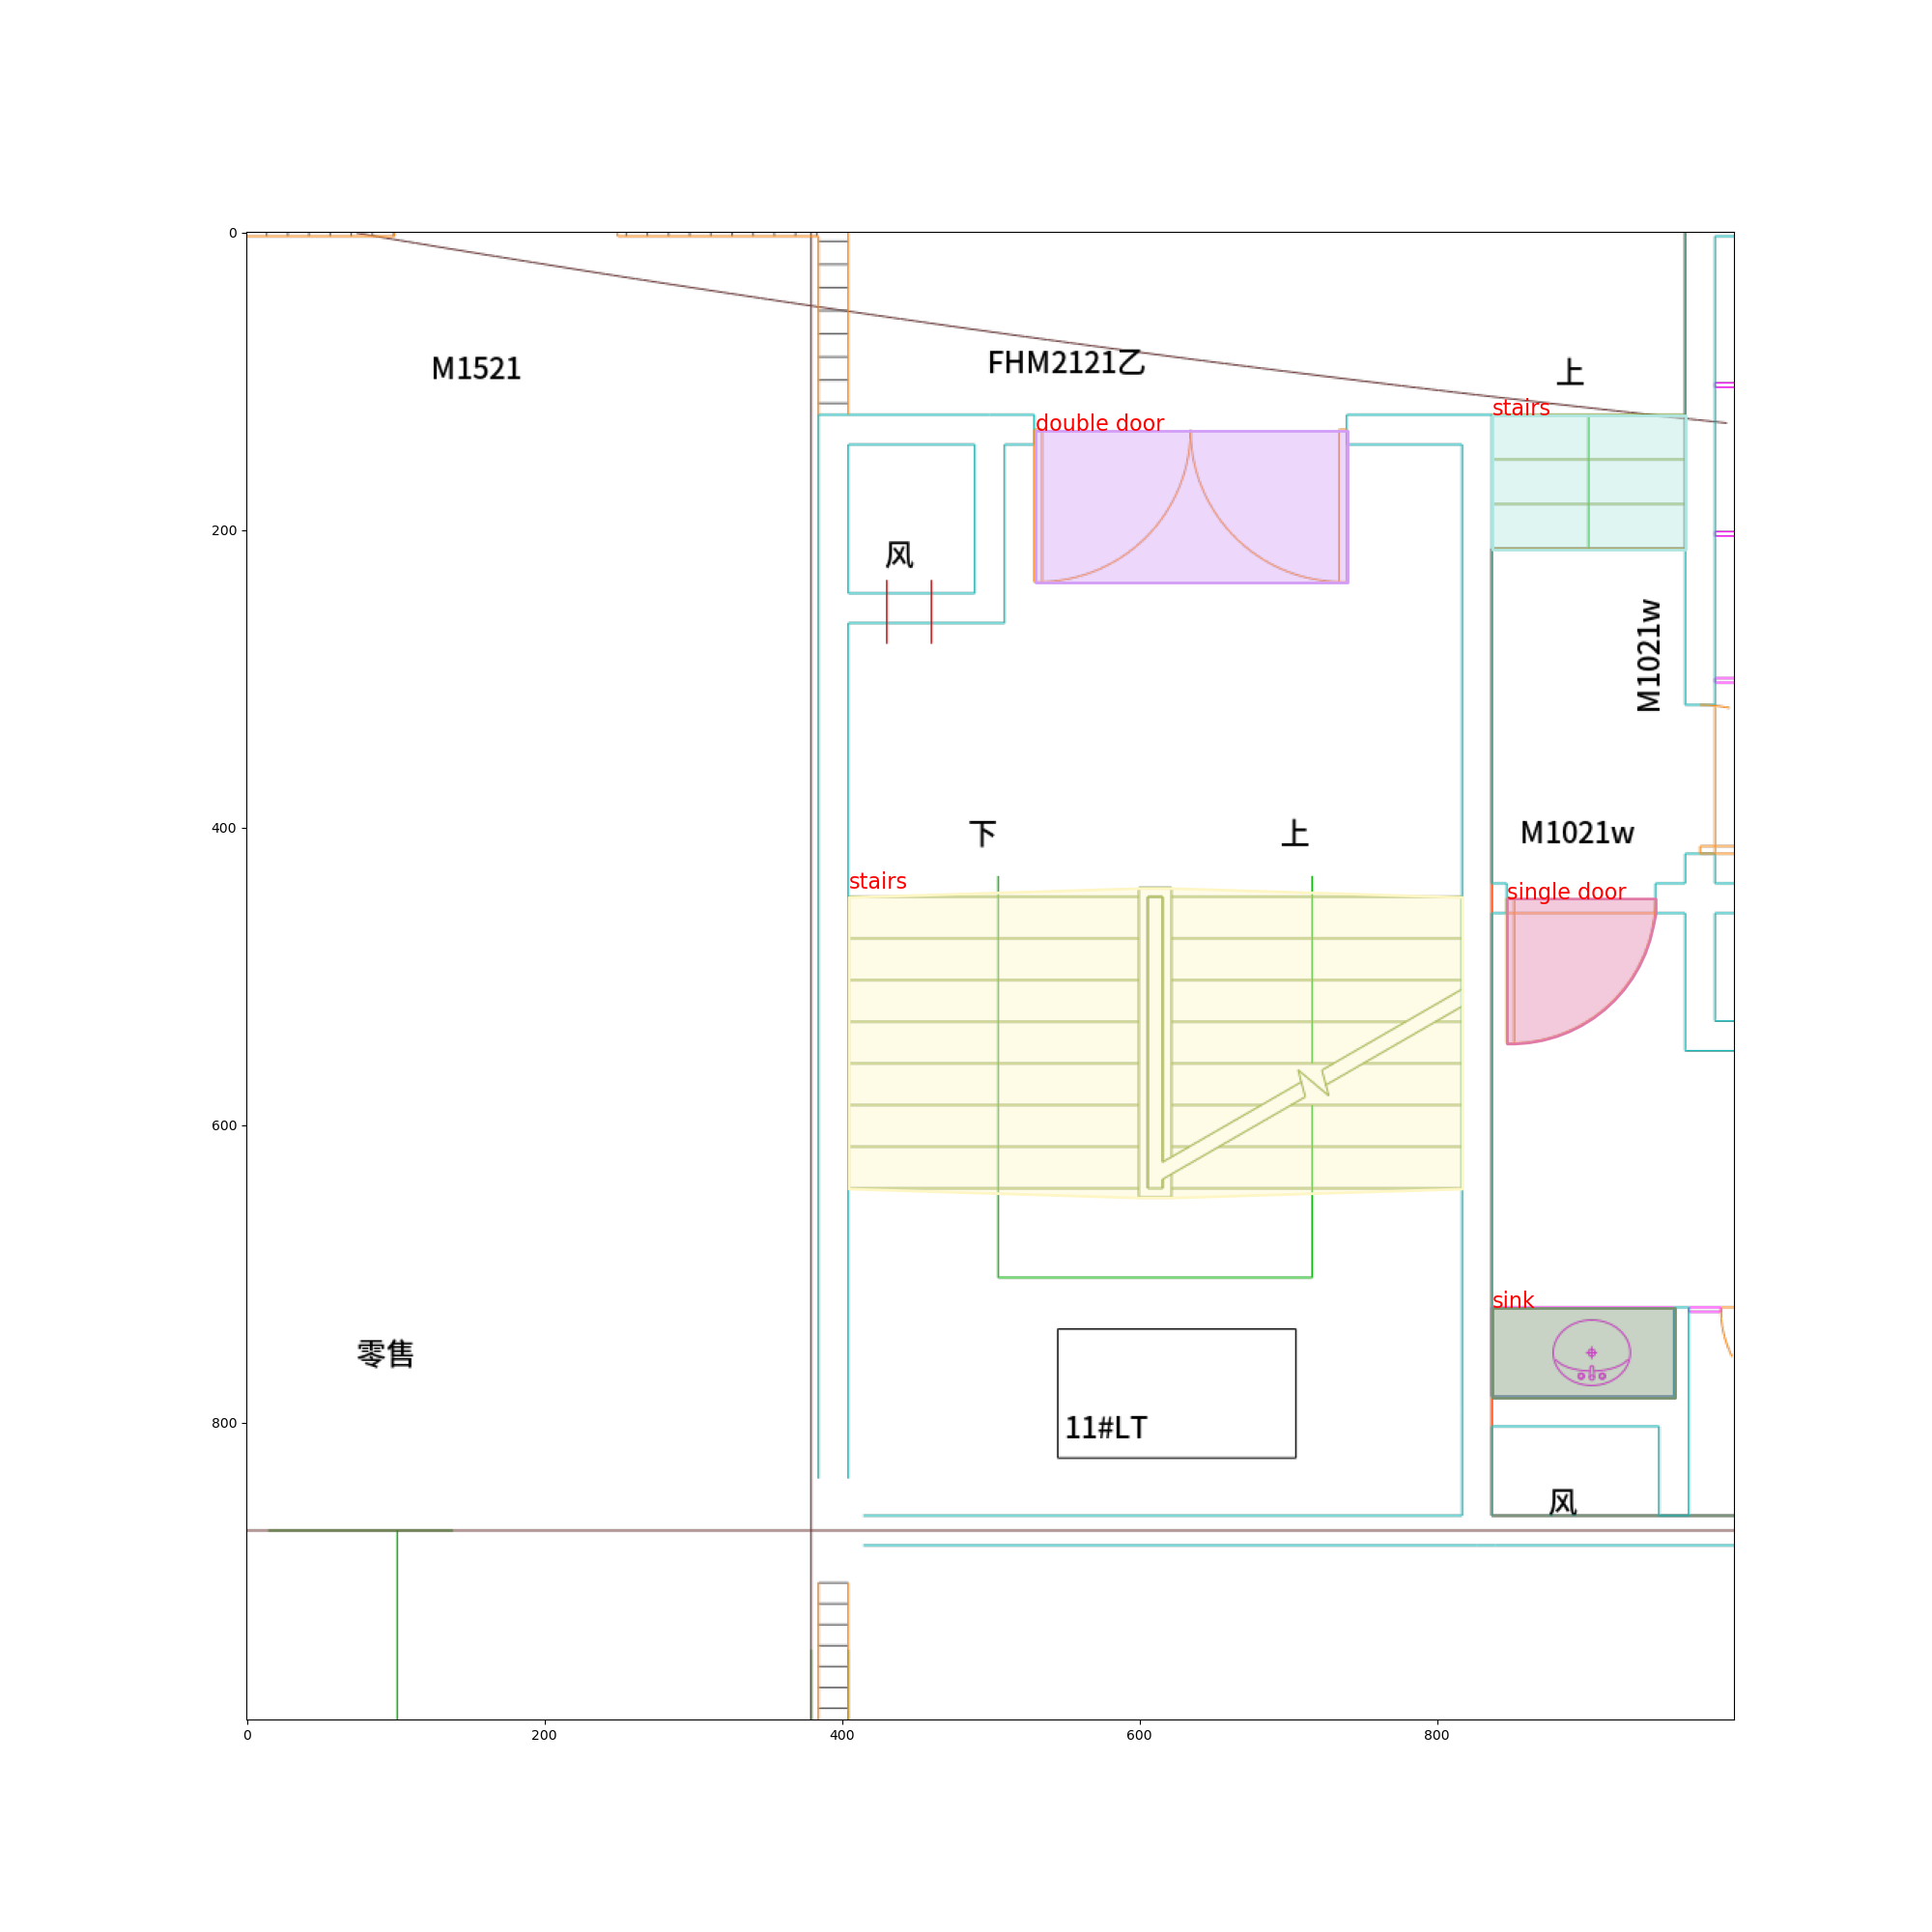 0
M1521
FHM2121乙
上
stairs
double door
200
风
M1021w
400
下
上
M1021w
stairs
single door
600
sink
零售
800
11#LT
风
0
200
400
600
800